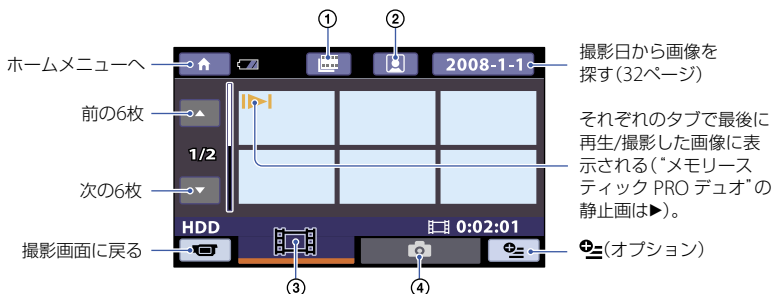 ① ②
ホームメニューへ
2008-1-1
撮影日から画像を
探す(32ページ)
前の6枚
1/2
次の6枚
それぞれのタブで最後に
再生/撮影した画像に表
示される(“メモリース
ティック PRO デュオ”の
静止画は▶)。
HDD
0:02:01
撮影画面に戻る
(オプション)
③ ④